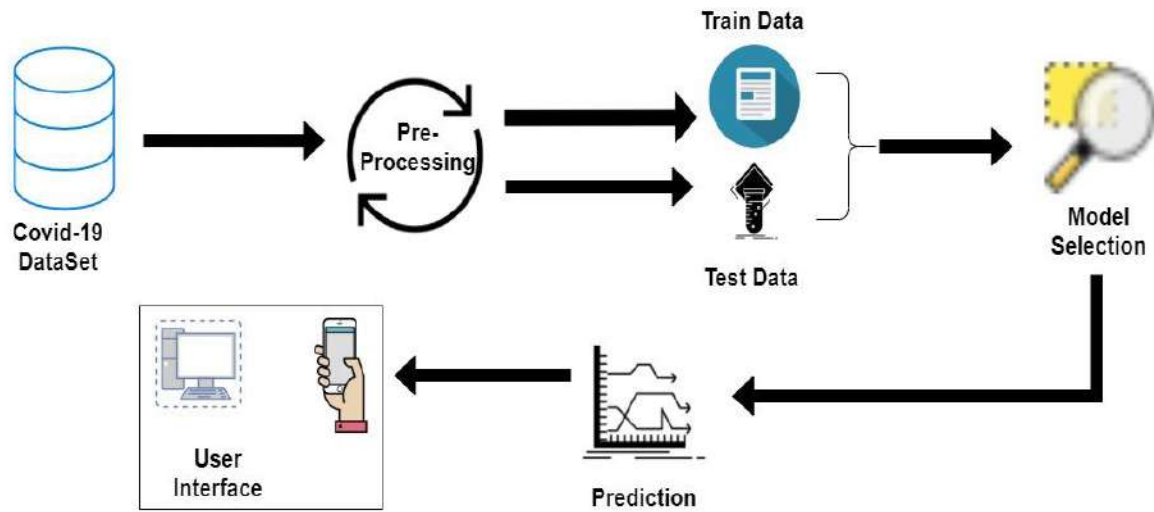 Train Data
Pre-
Processing
Covid-19
DataSet
Test Data
Model
Selection
User
Interface
Prediction